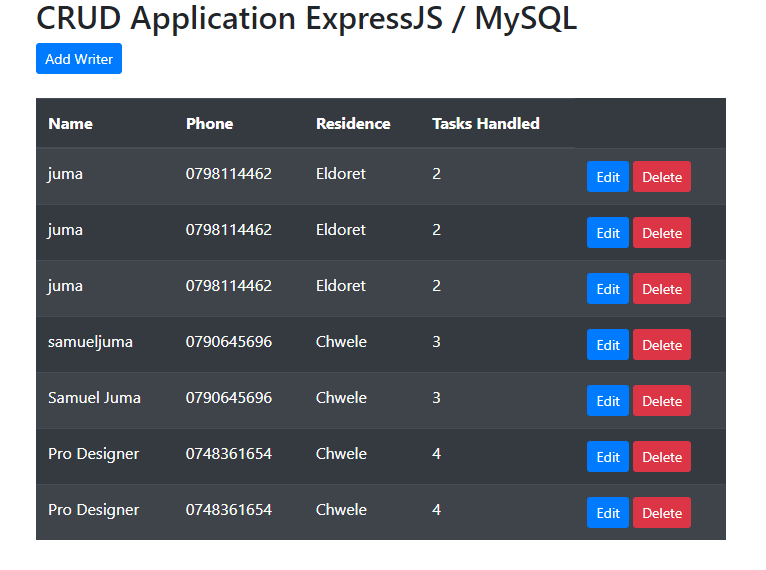 CRUD Application ExpressJS / MySQL
Add Writer
Name Phone Residence Tasks Handled
juma 0798114462 Eldoret 2 Edit Delete
juma 0798114462 Eldoret 2 Edit Delete
juma 0798114462 Eldoret 2 Edit Delete
samueljuma 0790645696 Chwele 3 Edit Delete
Samuel Juma 0790645696 Chwele 3 Edit Delete
Pro Designer 0748361654 Chwele 4 Edit Delete
Pro Designer 0748361654 Chwele 4 Edit Delete